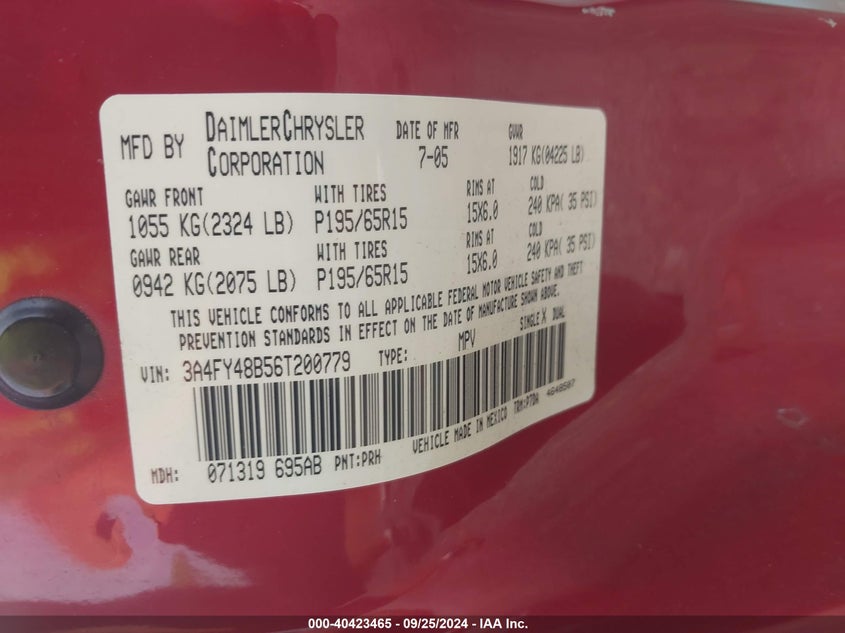 MFD BY DAIMLERCHRYSLER CORPORATION DATE OF MFR 7-05 GVWR 1917 KG(04225 LB)
GAWR FRONT WITH TIRES RIMS AT COLD
1055 KG(2324 LB) P195/65R15 15X6.0 240 KPA( 35 PSI)
GAWR REAR WITH TIRES RIMS AT COLD
0942 KG(2075 LB) P195/65R15 15X6.0 240 KPA( 35 PSI)
THIS VEHICLE CONFORMS TO ALL APPLICABLE FEDERAL MOTOR VEHICLE SAFETY AND THEFT
PREVENTION STANDARDS IN EFFECT ON THE DATE OF MANUFACTURE SHOWN ABOVE.
VIN: 3A4FY48B56T200779 TYPE: MPV SINGLE X DUAL
MDH: 071319 695AB PNT:PRH VEHICLE MADE IN MEXICO TRM:P7DA 4648507
000-40423465 - 09/25/2024 - IAA Inc.